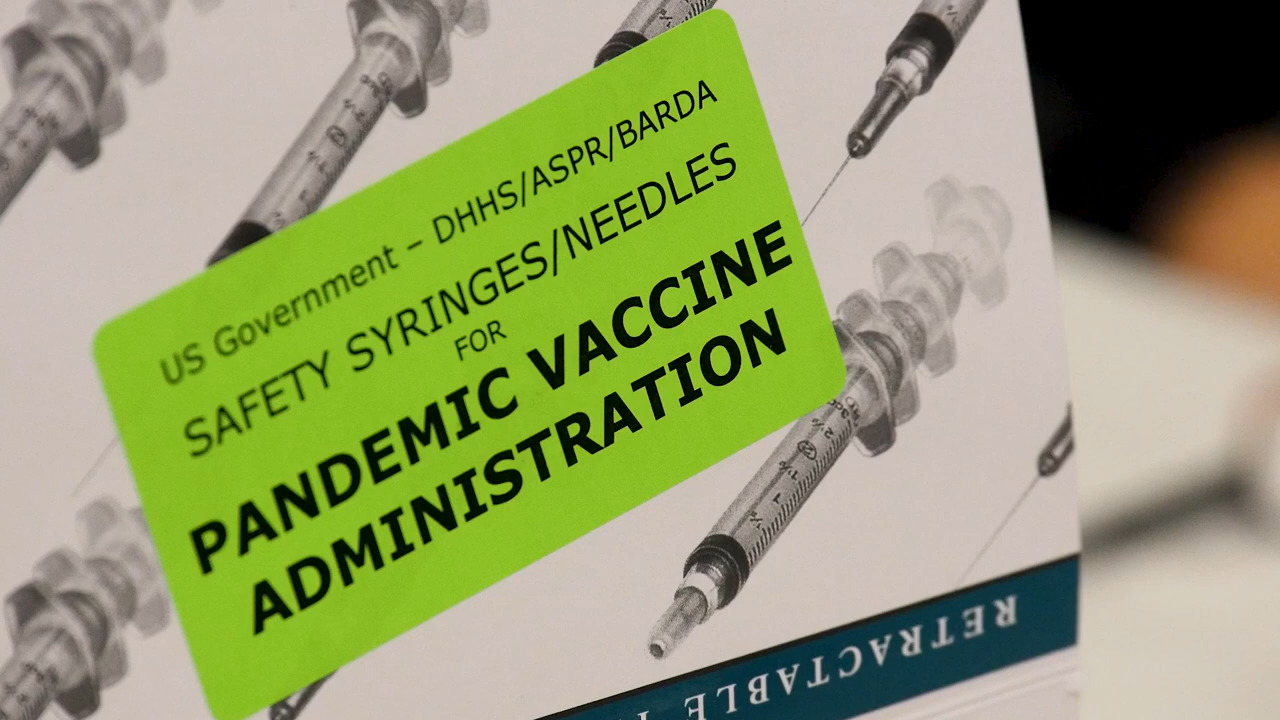 US Government – DHHS/ASPR/BARDA
SAFETY SYRINGES/NEEDLES
FOR
PANDEMIC VACCINE
ADMINISTRATION
RETRACTABLE